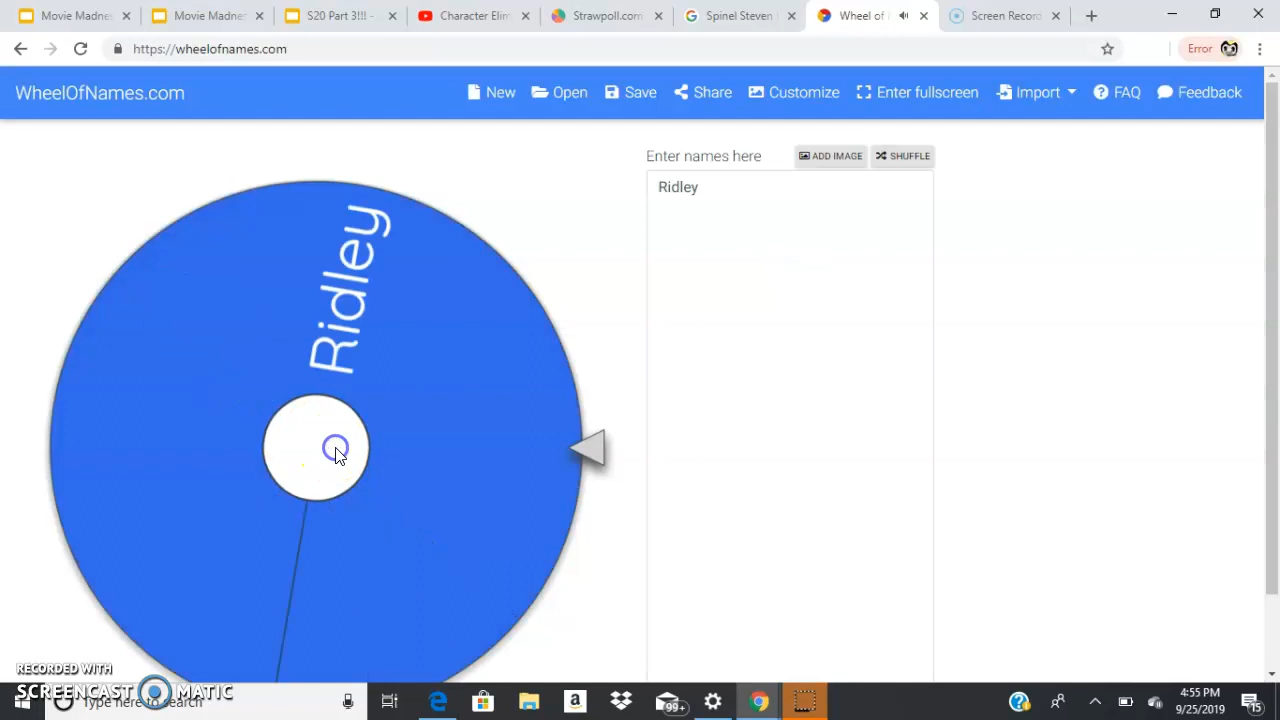 Movie Madnes
Movie Madnes
S20 Part 3!!!! -
Character Elim
Strawpoll.com
Spinel Steven
Wheel of
Screen Record
https://wheelofnames.com
Error
WheelOfNames.com
New
Open
Save
Share
Customize
Enter fullscreen
Import
FAQ
Feedback
Enter names here
ADD IMAGE
SHUFFLE
Ridley
Ridley
RECORDED WITH
SCREENCAST MATIC
Type here to search
99+
4:55 PM
9/25/2019
15